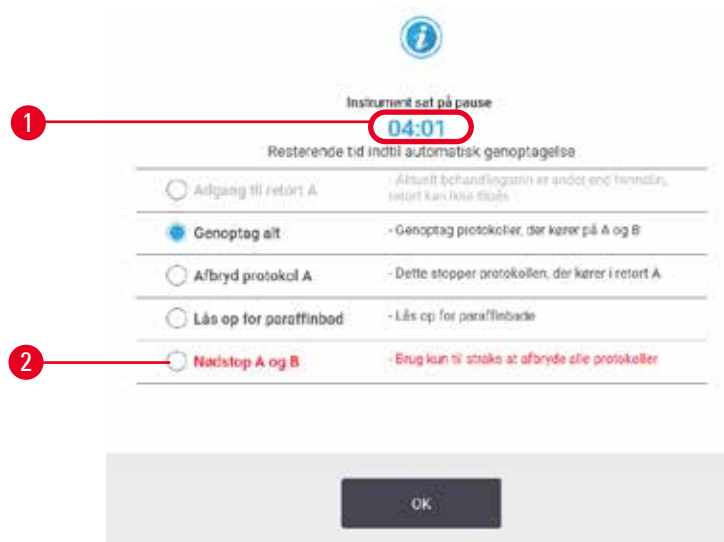 Instrument sat på pause
1
04:01
Resterende tid indtil automatisk genoptagelse
Adgang til retort A
- Aktuelt behandlingstrin er andet end formalin,
retort kan ikke tilgås
Genoptag alt
- Genoptag protokoller, der kører på A og B
Afbryd protokol A
- Dette stopper protokollen, der kører i retort A
Lås op for paraffinbad
- Lås op for paraffinbade
2
Nødstop A og B
- Brug kun til straks at afbryde alle protokoller
OK